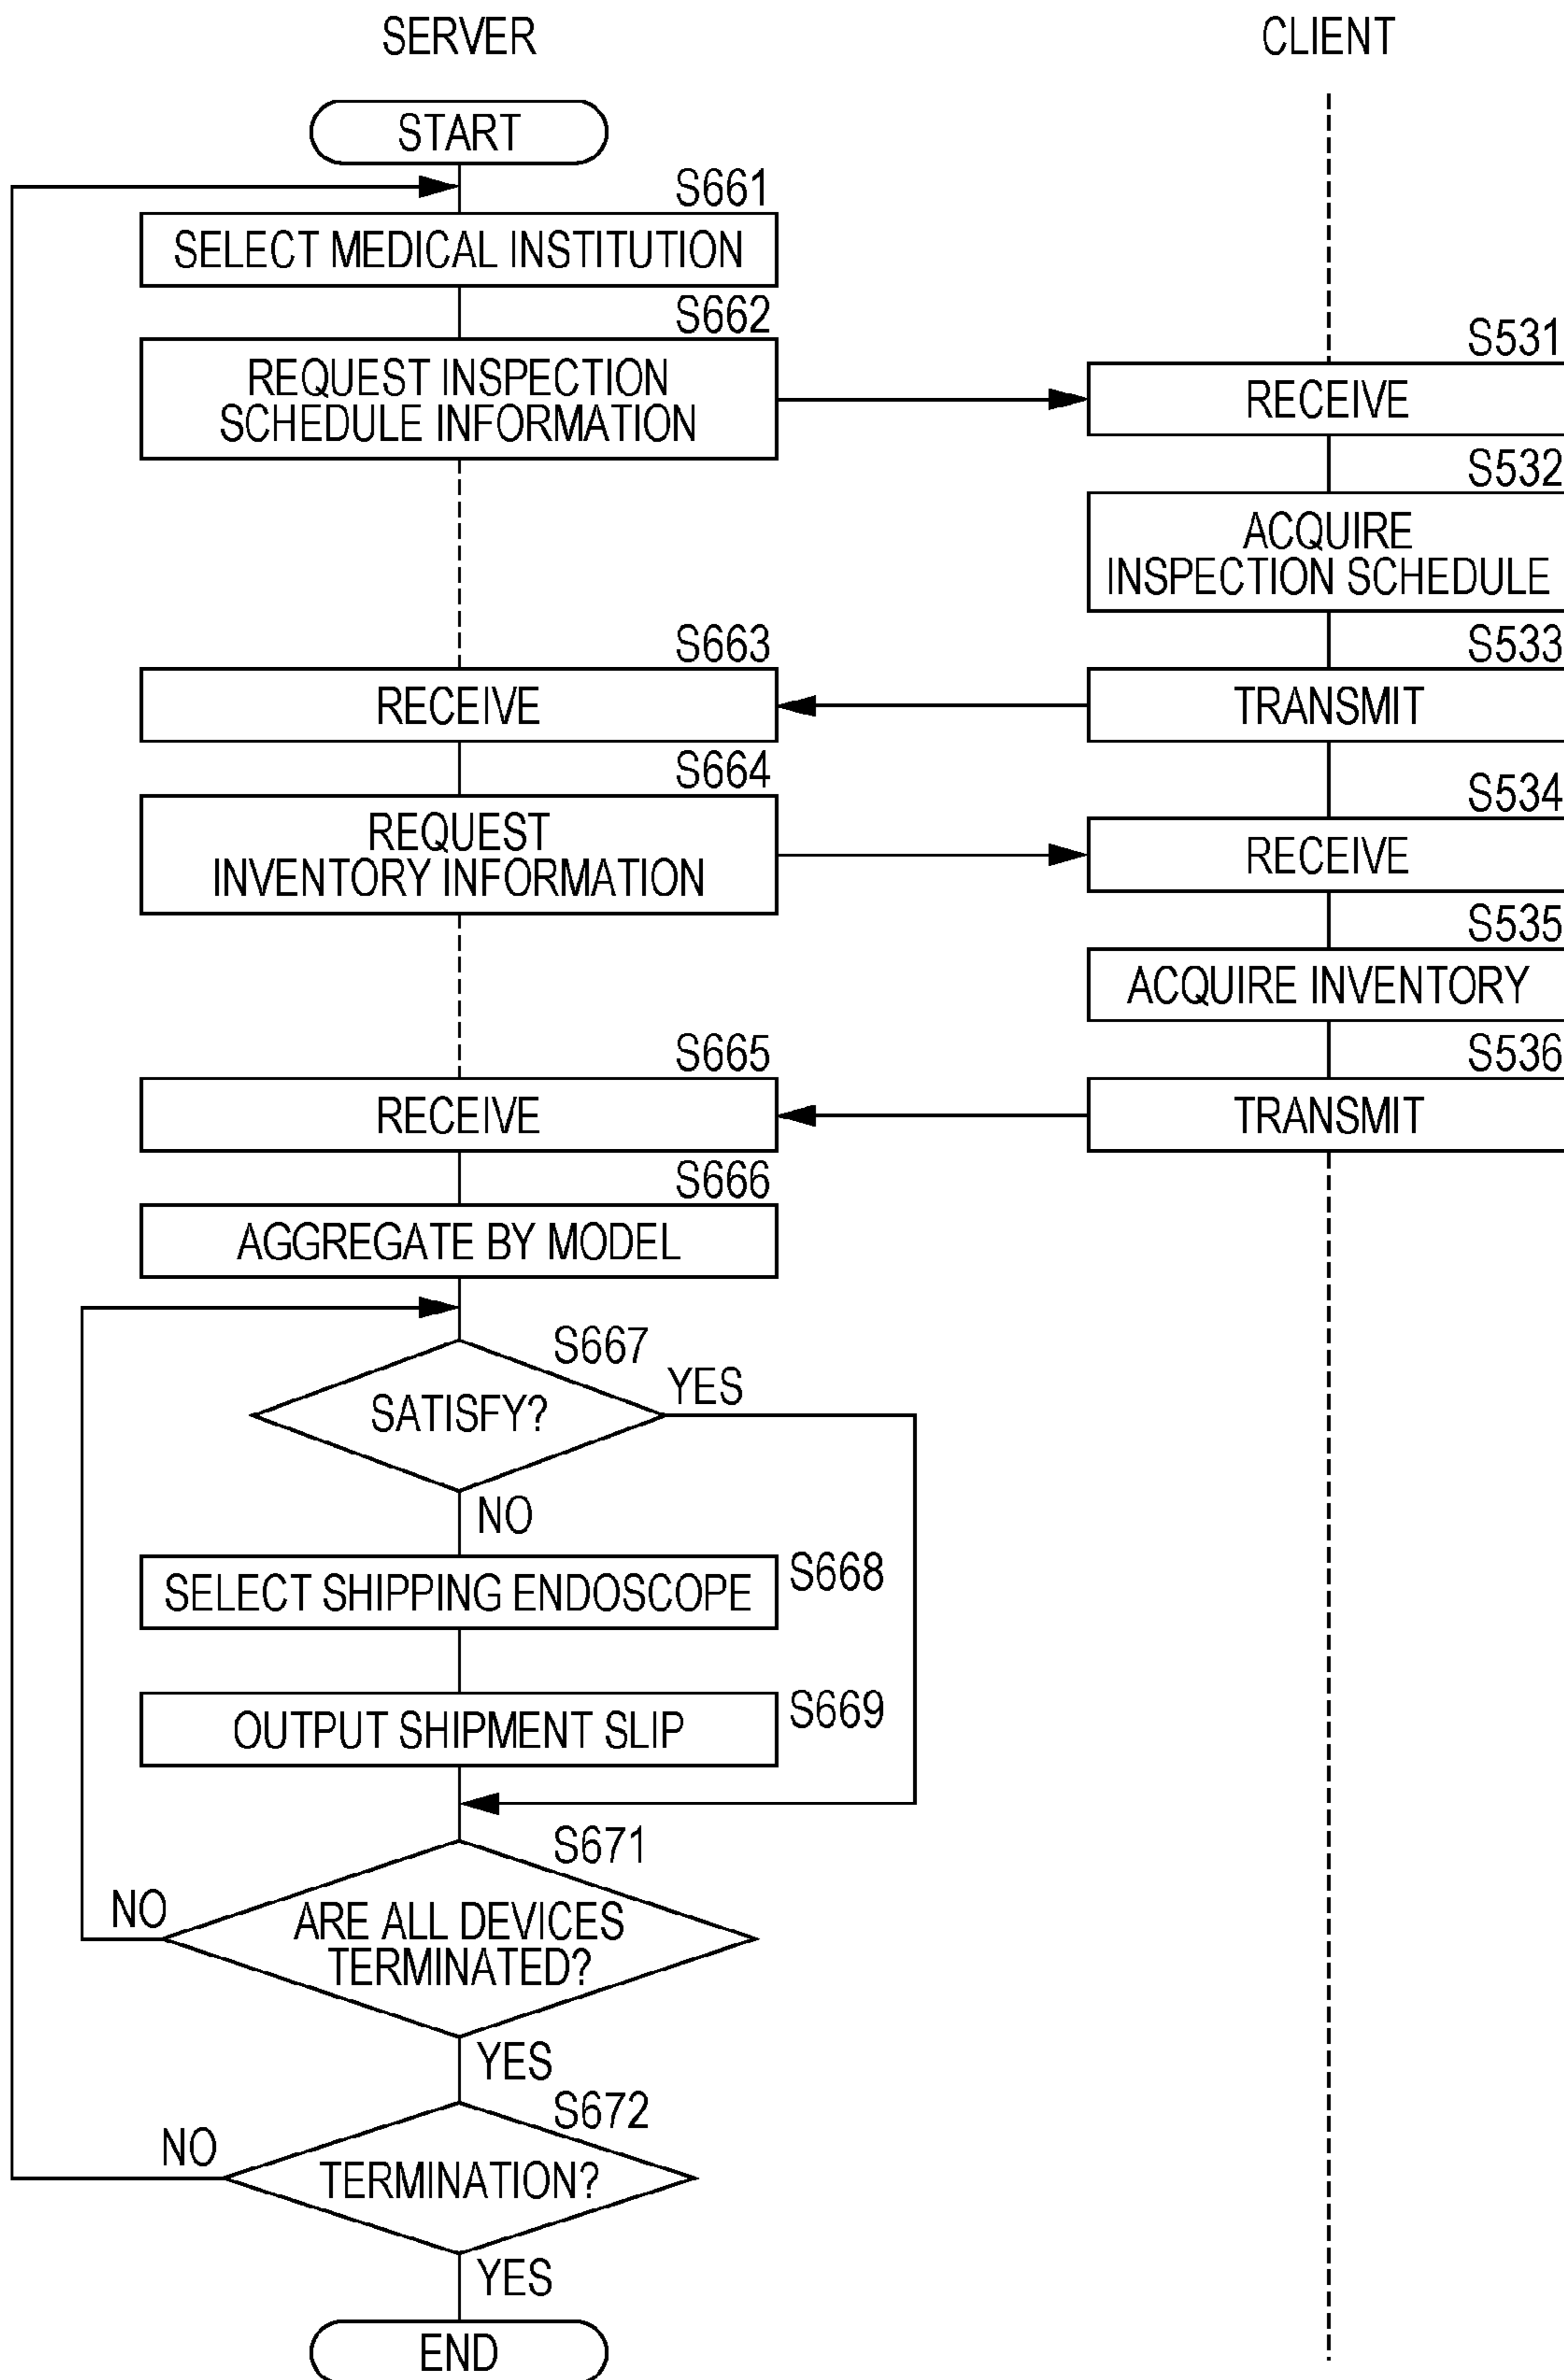 SERVER
CLIENT
START
S661
SELECT MEDICAL INSTITUTION
S662
REQUEST INSPECTION
SCHEDULE INFORMATION
S531
RECEIVE
S532
ACQUIRE
INSPECTION SCHEDULE
S663
RECEIVE
S533
TRANSMIT
S664
REQUEST
INVENTORY INFORMATION
S534
RECEIVE
S535
ACQUIRE INVENTORY
S665
RECEIVE
S536
TRANSMIT
S666
AGGREGATE BY MODEL
S667
SATISFY?
YES
NO
SELECT SHIPPING ENDOSCOPE
S668
OUTPUT SHIPMENT SLIP
S669
S671
NO
ARE ALL DEVICES
TERMINATED?
YES
S672
NO
TERMINATION?
YES
END